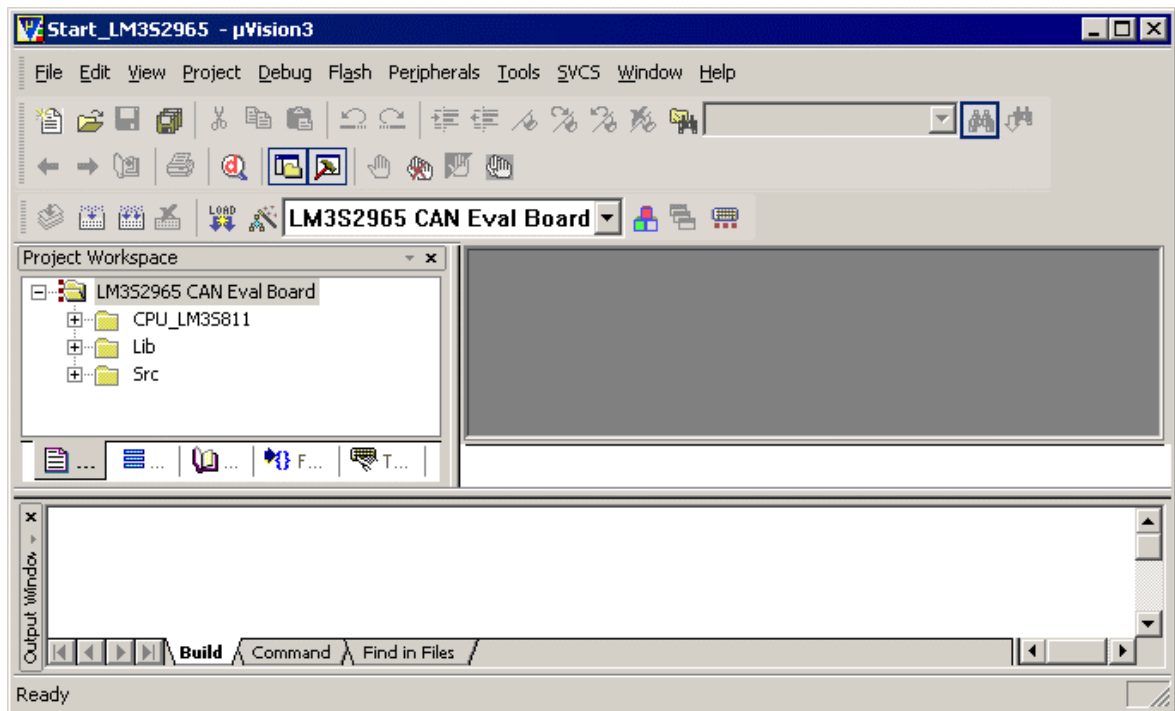 Start_LM3S2965 - µVision3
File Edit View Project Debug Flash Peripherals Tools SVCS Window Help
LOAD LM3S2965 CAN Eval Board
Project Workspace
LM3S2965 CAN Eval Board
CPU_LM3S811
Lib
Src
... ... ... F... T...
Output Window
Build Command Find in Files
Ready